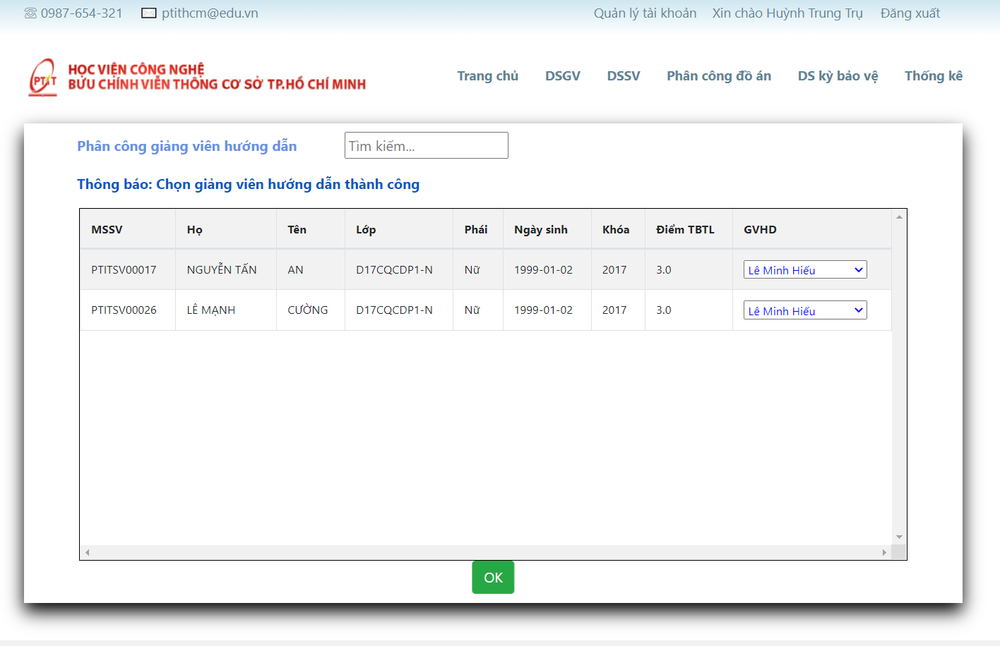 0987-654-321 ptithcm@edu.vn Quản lý tài khoản Xin chào Huỳnh Trung Trụ Đăng xuất
PTIT
HỌC VIỆN CÔNG NGHỆ
BƯU CHÍNH VIỄN THÔNG CƠ SỞ TP.HỒ CHÍ MINH
Trang chủ DSGV DSSV Phân công đồ án DS kỳ bảo vệ Thống kê
Phân công giảng viên hướng dẫn Tìm kiếm...
Thông báo: Chọn giảng viên hướng dẫn thành công
MSSV Họ Tên Lớp Phái Ngày sinh Khóa Điểm TBTL GVHD
PTITSV00017 NGUYỄN TẤN AN D17CQCDP1-N Nữ 1999-01-02 2017 3.0 Lê Minh Hiếu
PTITSV00026 LÊ MẠNH CƯỜNG D17CQCDP1-N Nữ 1999-01-02 2017 3.0 Lê Minh Hiếu
OK